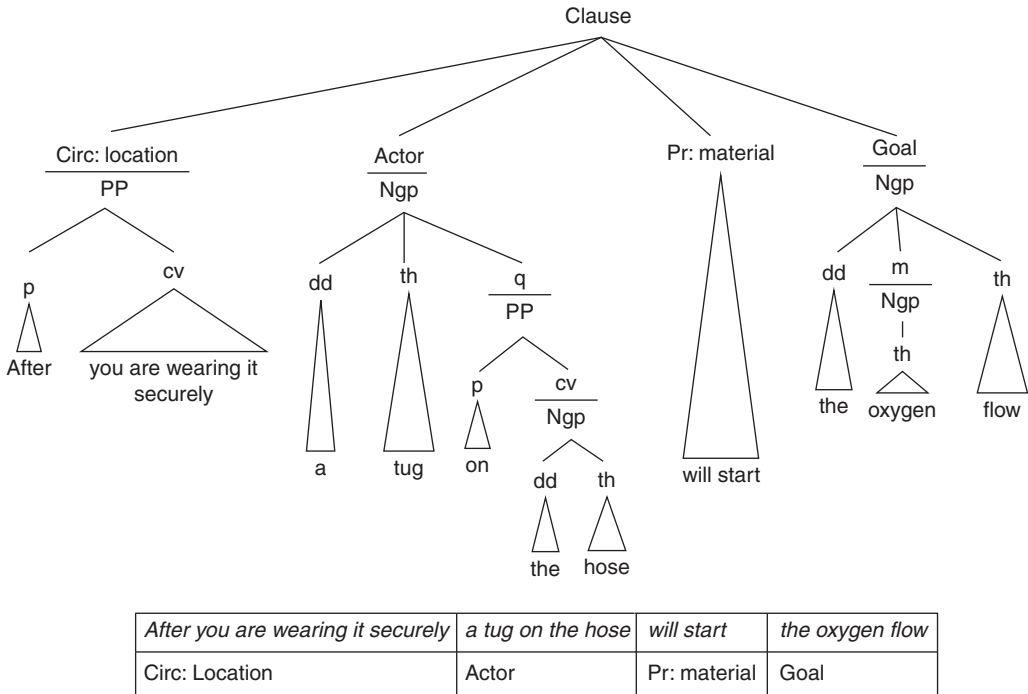 Clause
Circ: location
PP
Actor
Ngp
Pr: material
Goal
Ngp
p
cv
dd
th
q
PP
dd
m
Ngp
th
th
After
you are wearing it
securely
p
cv
Ngp
the
oxygen
flow
a
tug
on
will start
dd
th
the
hose
After you are wearing it securely a tug on the hose will start the oxygen flow
Circ: Location Actor Pr: material Goal